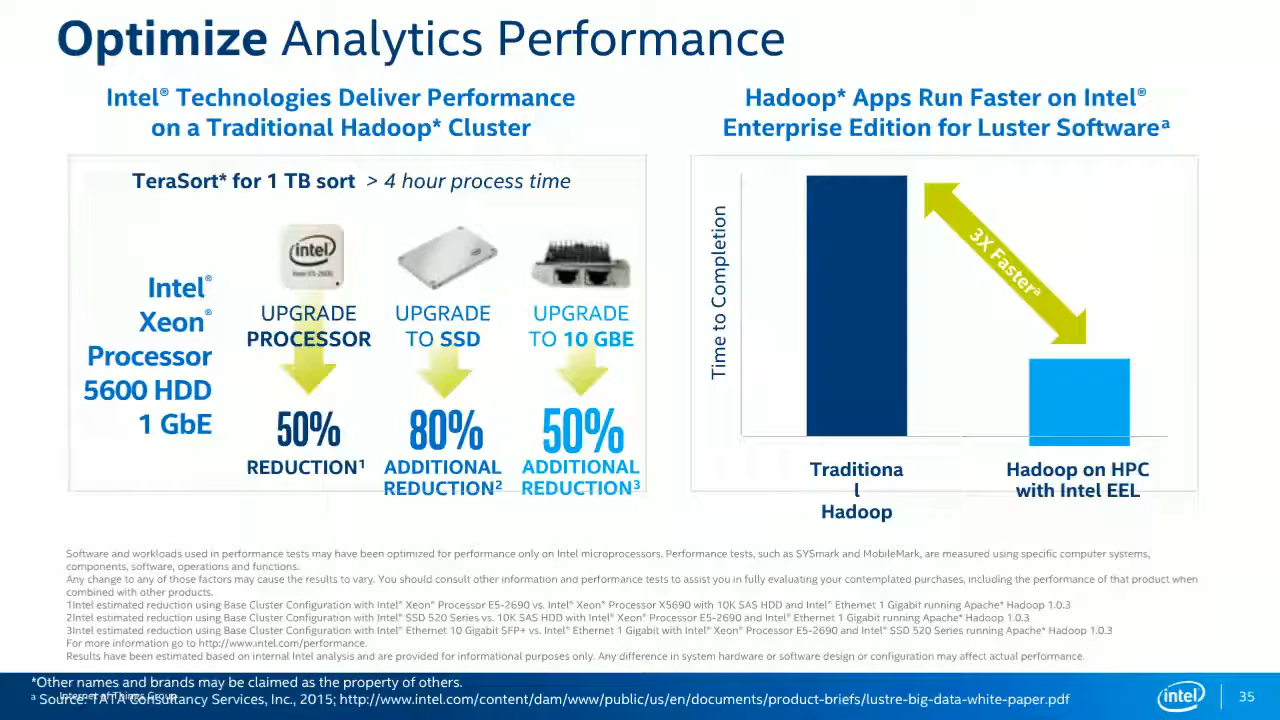 Optimize Analytics Performance
Intel® Technologies Deliver Performance
on a Traditional Hadoop* Cluster
TeraSort* for 1 TB sort > 4 hour process time
Intel®
Xeon®
Processor
5600 HDD
1 GbE
intel
Xeon E5-2600
UPGRADE
PROCESSOR
50%
REDUCTION¹
UPGRADE
TO SSD
80%
ADDITIONAL
REDUCTION²
UPGRADE
TO 10 GBE
50%
ADDITIONAL
REDUCTION³
Hadoop* Apps Run Faster on Intel®
Enterprise Edition for Luster Softwareᵃ
Time to Completion
3X Fasterᵃ
Traditiona
l
Hadoop
Hadoop on HPC
with Intel EEL
Software and workloads used in performance tests may have been optimized for performance only on Intel microprocessors. Performance tests, such as SYSmark and MobileMark, are measured using specific computer systems,
components, software, operations and functions.
Any change to any of those factors may cause the results to vary. You should consult other information and performance tests to assist you in fully evaluating your contemplated purchases, including the performance of that product when
combined with other products.
1Intel estimated reduction using Base Cluster Configuration with Intel® Xeon® Processor E5-2690 vs. Intel® Xeon® Processor X5690 with 10K SAS HDD and Intel® Ethernet 1 Gigabit running Apache* Hadoop 1.0.3
2Intel estimated reduction using Base Cluster Configuration with Intel® SSD 520 Series vs. 10K SAS HDD with Intel® Xeon® Processor E5-2690 and Intel® Ethernet 1 Gigabit running Apache* Hadoop 1.0.3
3Intel estimated reduction using Base Cluster Configuration with Intel® Ethernet 10 Gigabit SFP+ vs. Intel® Ethernet 1 Gigabit with Intel® Xeon® Processor E5-2690 and Intel® SSD 520 Series running Apache* Hadoop 1.0.3
For more information go to http://www.intel.com/performance.
Results have been estimated based on internal Intel analysis and are provided for informational purposes only. Any difference in system hardware or software design or configuration may affect actual performance.
*Other names and brands may be claimed as the property of others.
Internet of Things Group
ᵃ Source: TATA Consultancy Services, Inc., 2015; http://www.intel.com/content/dam/www/public/us/en/documents/product-briefs/lustre-big-data-white-paper.pdf
intel
35